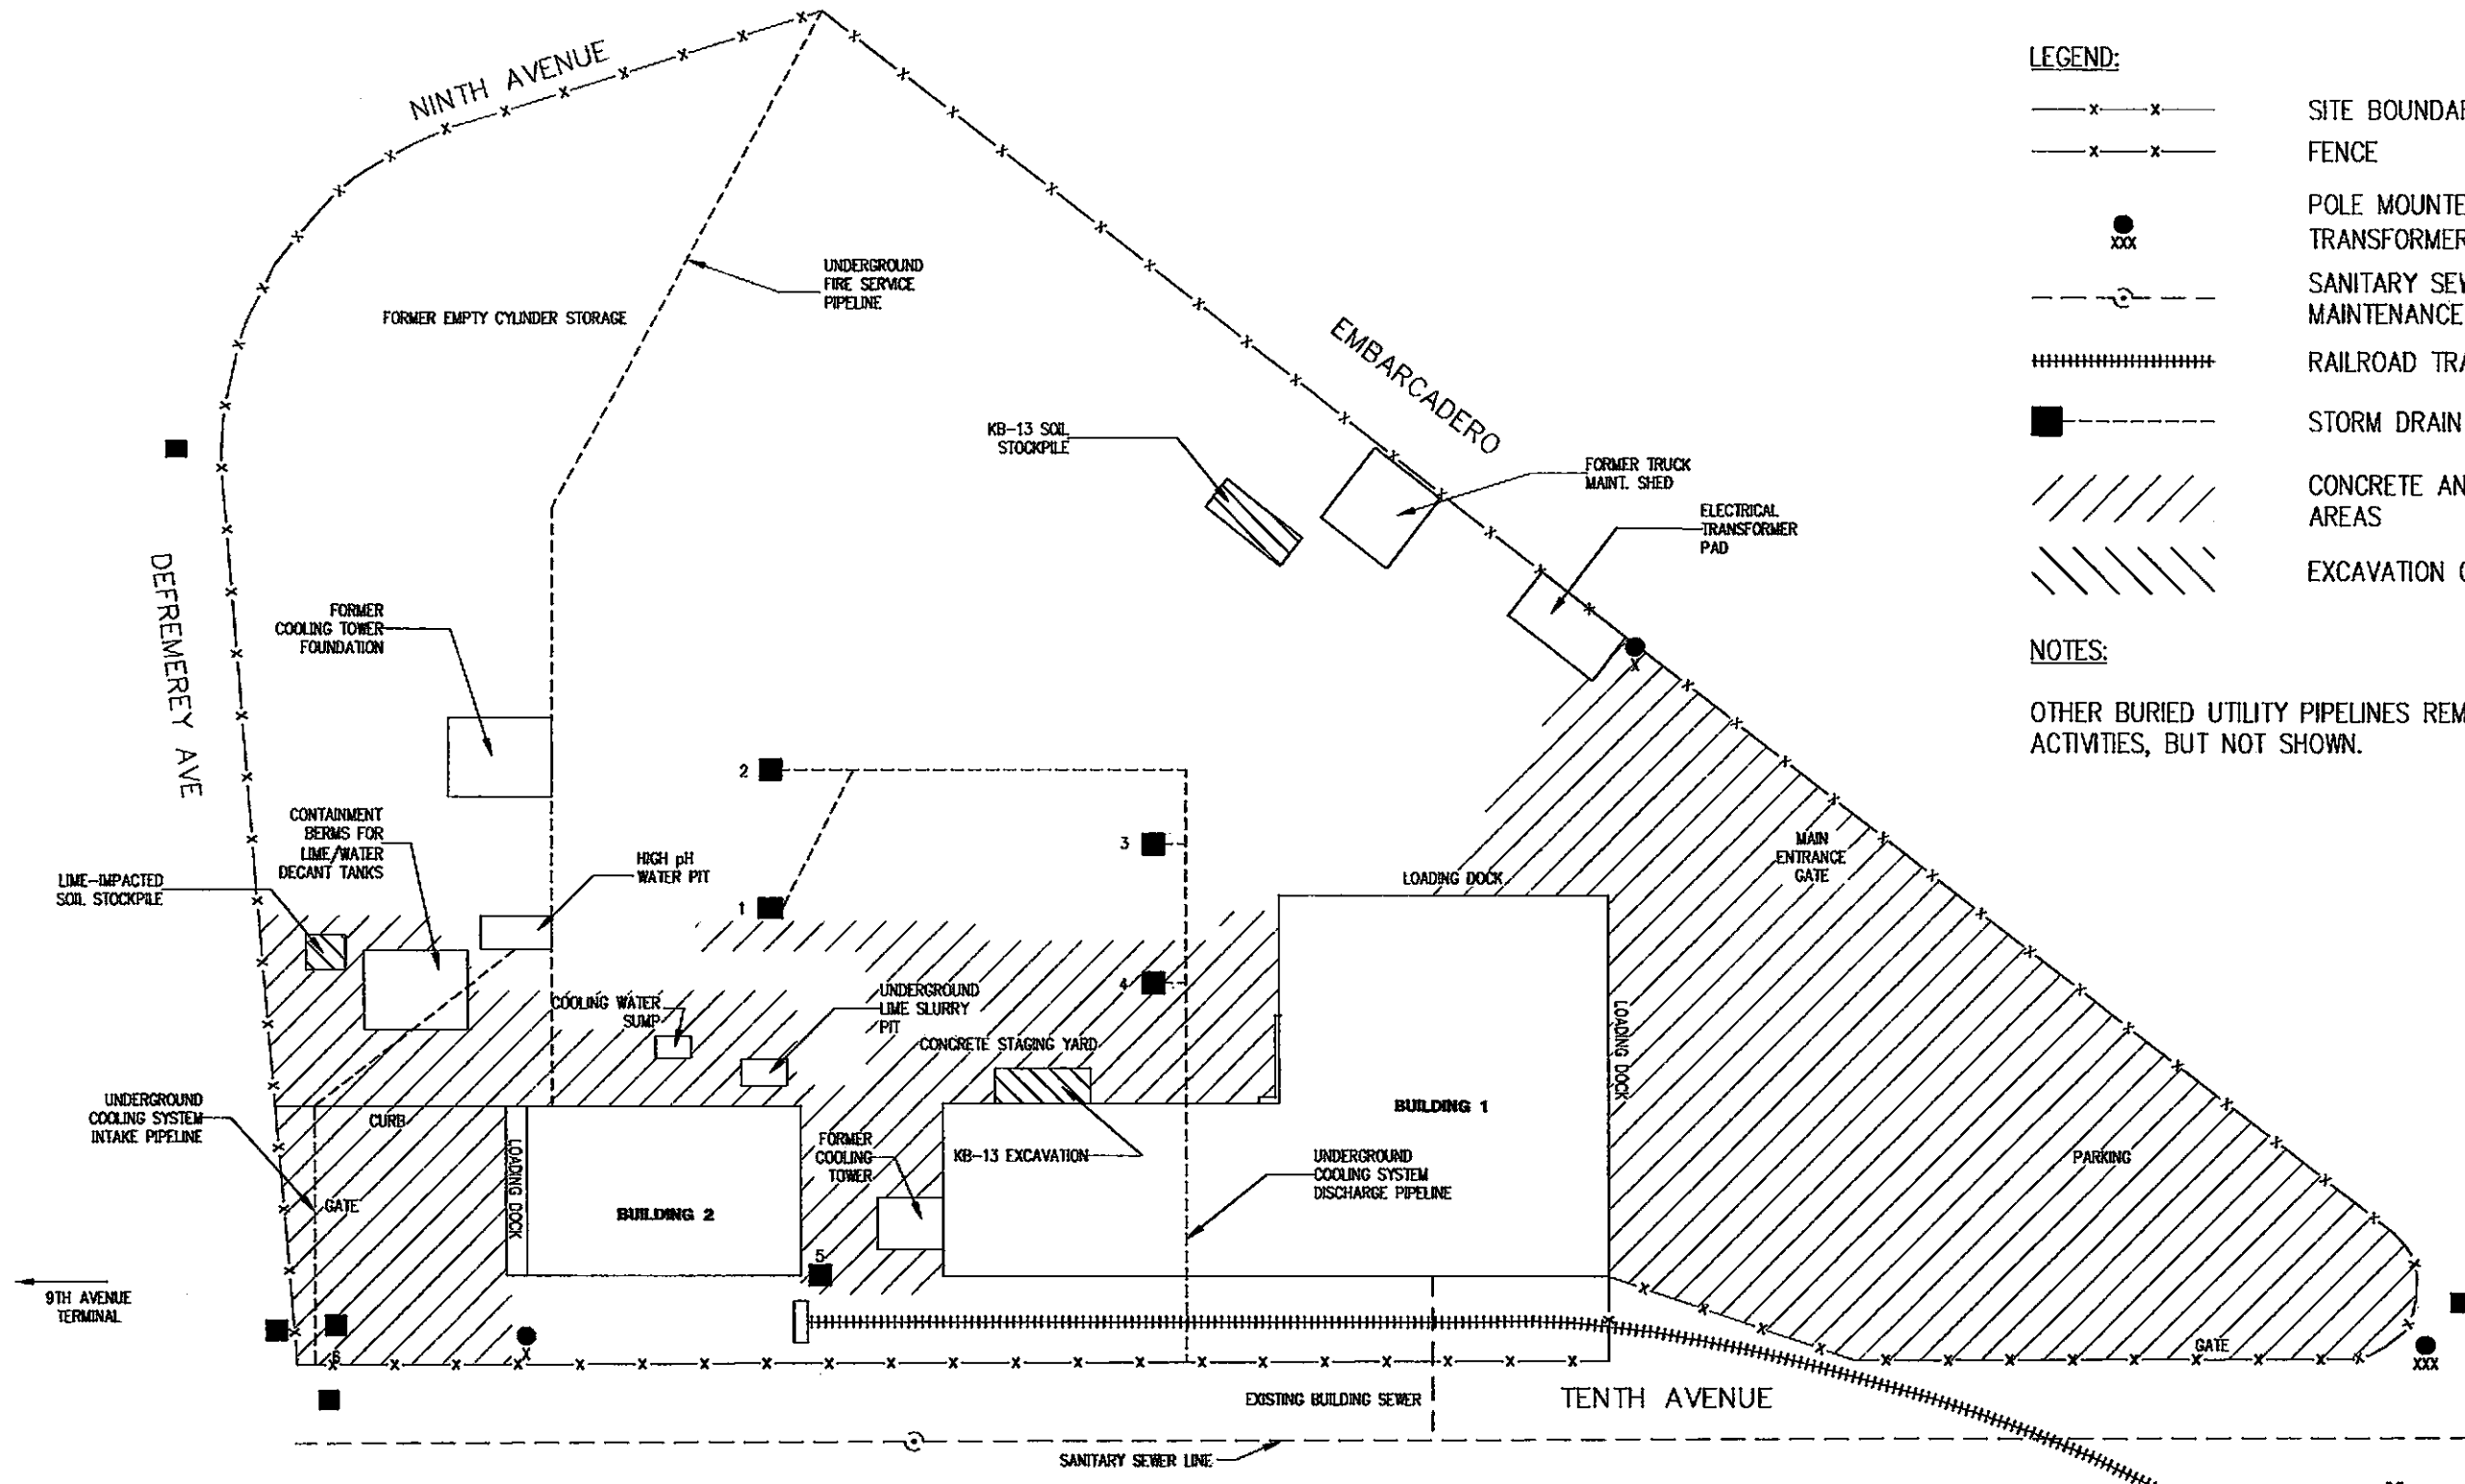 NINTH AVENUE
UNDERGROUND
FIRE SERVICE
PIPELINE
FORMER EMPTY CYLINDER STORAGE
EMBARCADERO
KB-13 SOIL
STOCKPILE
FORMER TRUCK
MAINT. SHED
ELECTRICAL
TRANSFORMER
PAD
DEFREMEREY AVE
FORMER
COOLING TOWER
FOUNDATION
CONTAINMENT
BERMS FOR
LIME/WATER
DECANT TANKS
HIGH pH
WATER PIT
LIME-IMPACTED
SOIL STOCKPILE
2
1
3
4
MAIN
ENTRANCE
GATE
LOADING DOCK
COOLING WATER
SUMP
UNDERGROUND
LIME SLURRY
PIT
CONCRETE STAGING YARD
LOADING DOCK
UNDERGROUND
COOLING SYSTEM
INTAKE PIPELINE
CURB
GATE
LOADING DOCK
BUILDING 2
FORMER
COOLING
TOWER
KB-13 EXCAVATION
BUILDING 1
UNDERGROUND
COOLING SYSTEM
DISCHARGE PIPELINE
PARKING
5
9TH AVENUE
TERMINAL
6
X
X
GATE
XXX
EXISTING BUILDING SEWER
TENTH AVENUE
SANITARY SEWER LINE
LEGEND:
SITE BOUNDAR
FENCE
POLE MOUNTE
XXX
TRANSFORMER
SANITARY SEW
MAINTENANCE
RAILROAD TRA
STORM DRAIN
CONCRETE AN
AREAS
EXCAVATION
NOTES:
OTHER BURIED UTILITY PIPELINES REM
ACTIVITIES, BUT NOT SHOWN.